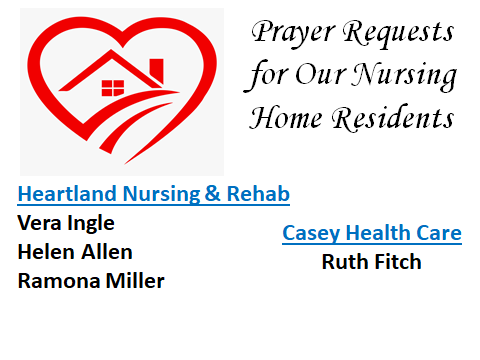 Prayer Requests
for Our Nursing
Home Residents
Heartland Nursing & Rehab
Vera Ingle
Helen Allen
Ramona Miller
Casey Health Care
Ruth Fitch